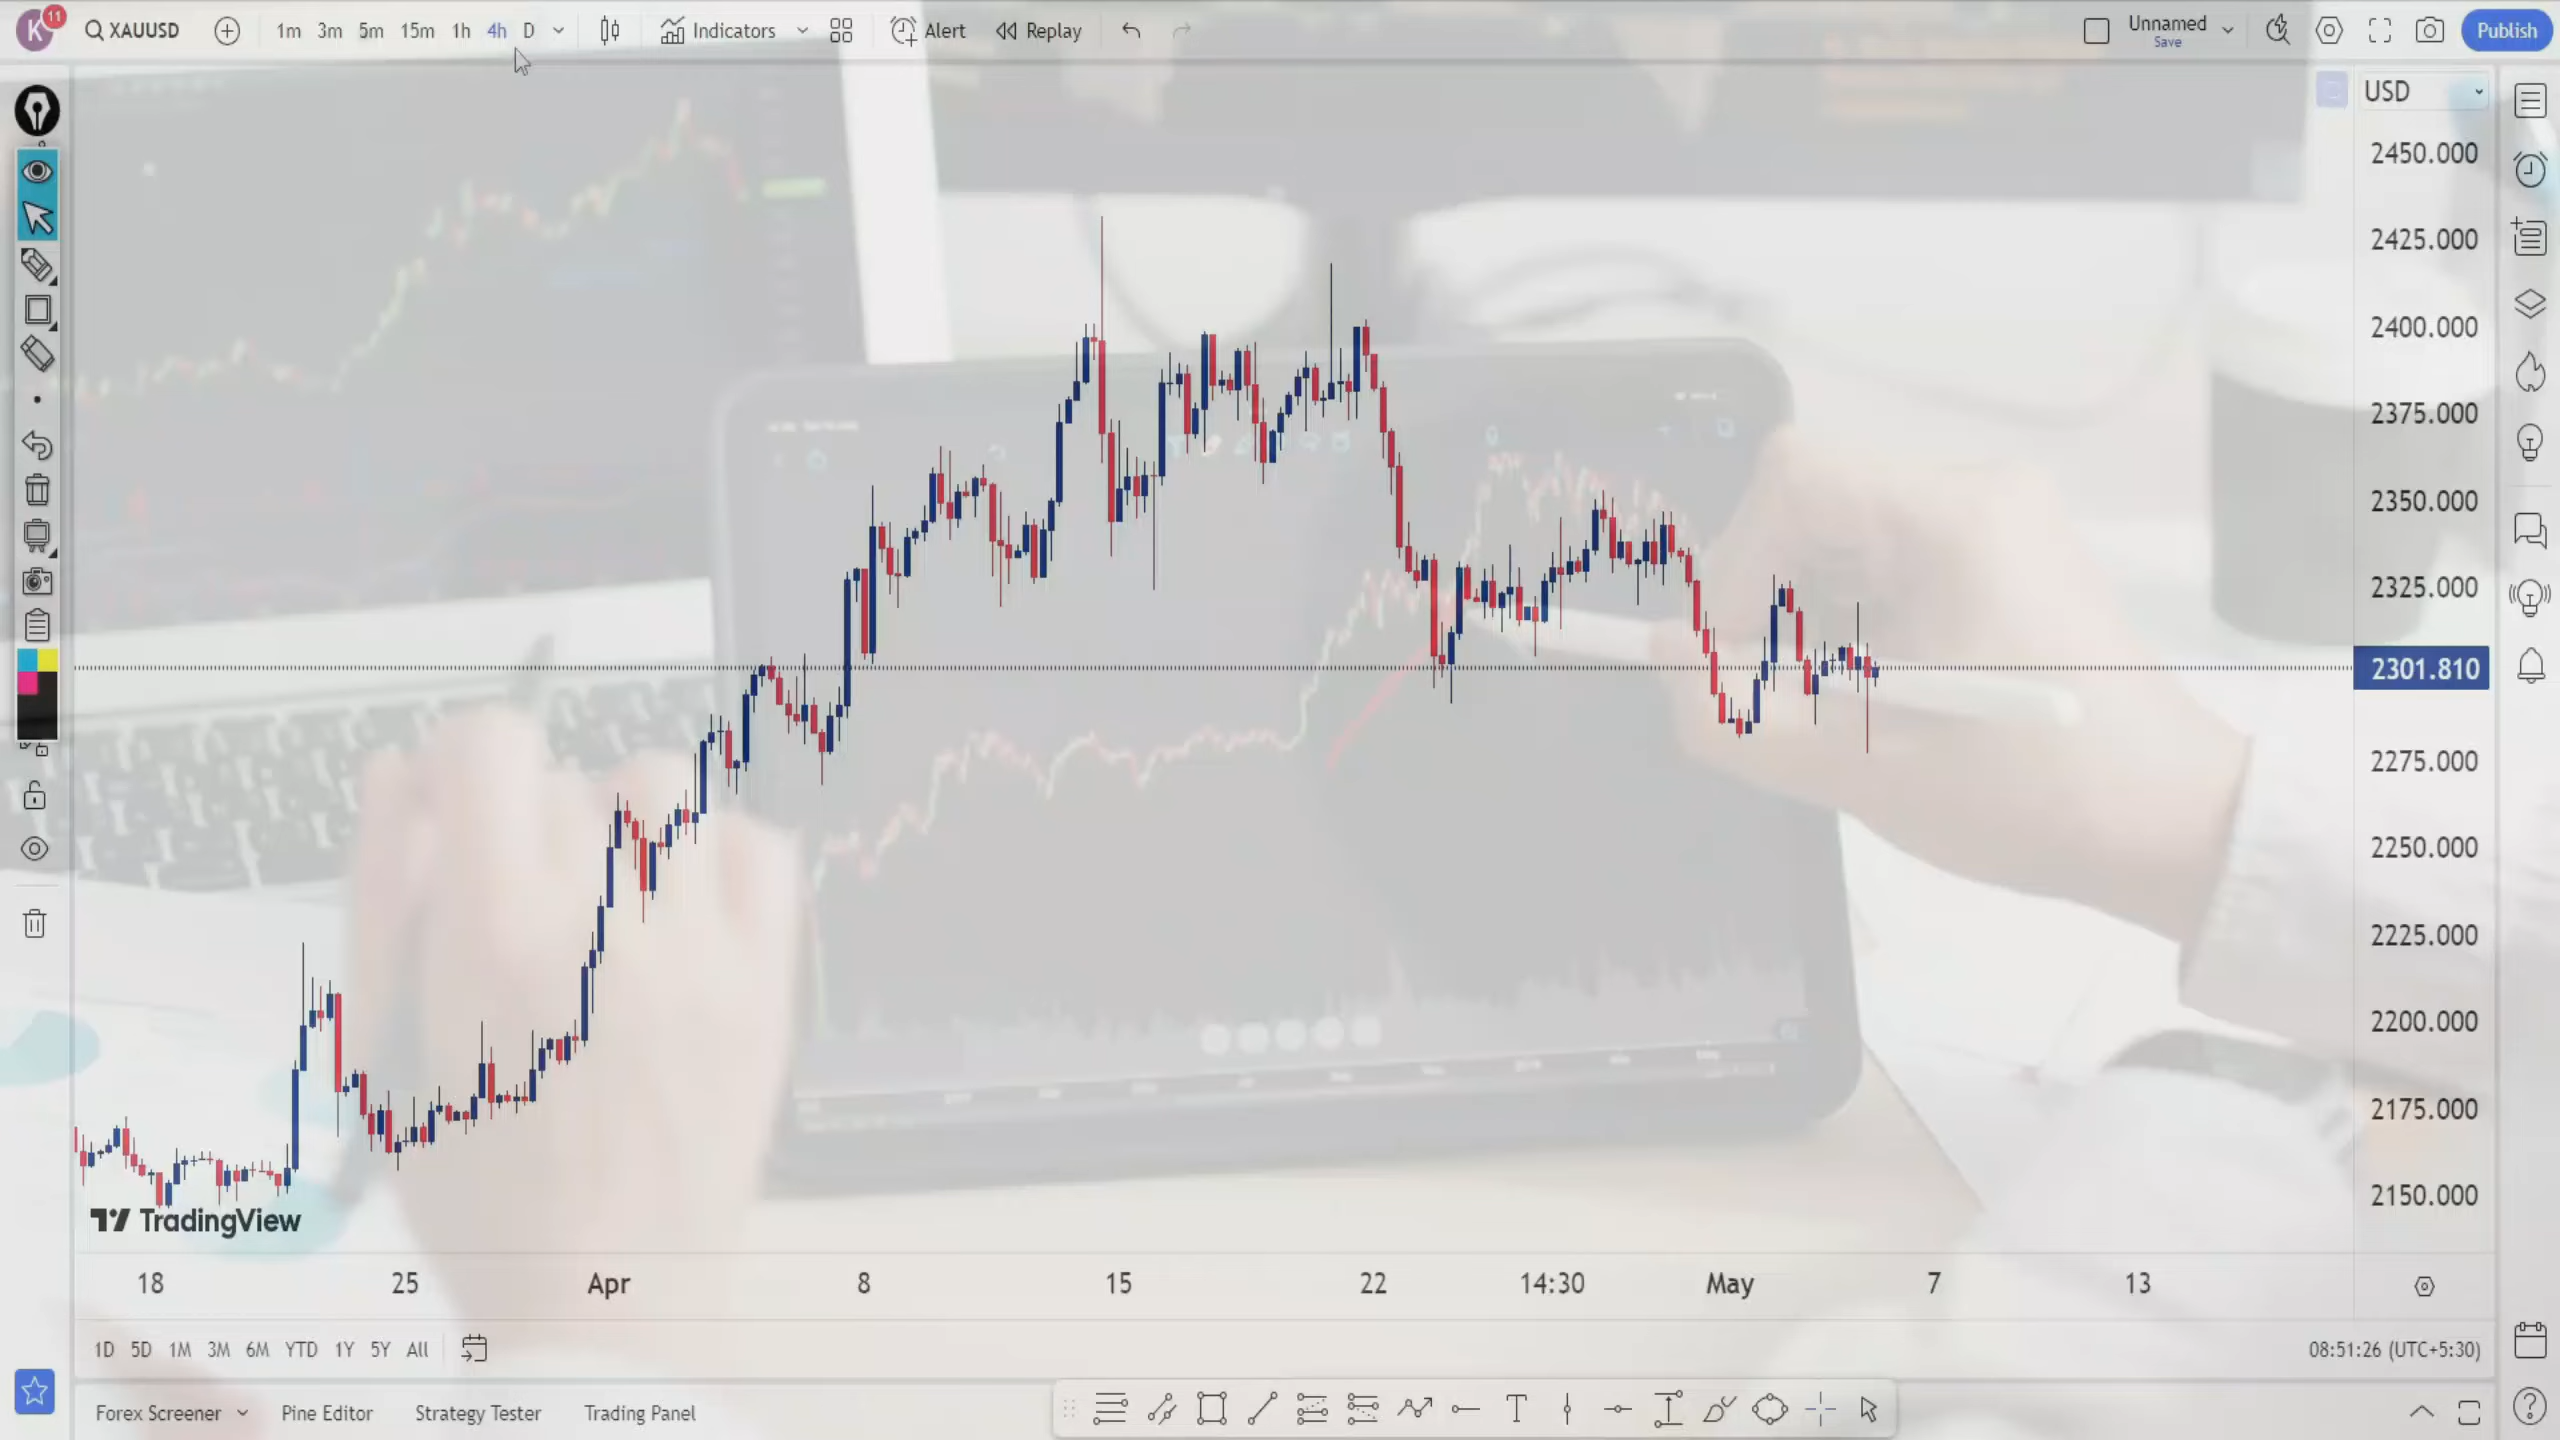 K 11 XAUUSD 1m 3m 5m 15m 1h 4h D Indicators Alert Replay Unnamed Save Publish
USD
2450.000
2425.000
2400.000
2375.000
2350.000
2325.000
2301.810
2275.000
2250.000
2225.000
2200.000
2175.000
2150.000
TradingView
18 25 Apr 8 15 22 14:30 May 7 13
1D 5D 1M 3M 6M YTD 1Y 5Y All 08:51:26 (UTC+5:30)
Forex Screener Pine Editor Strategy Tester Trading Panel